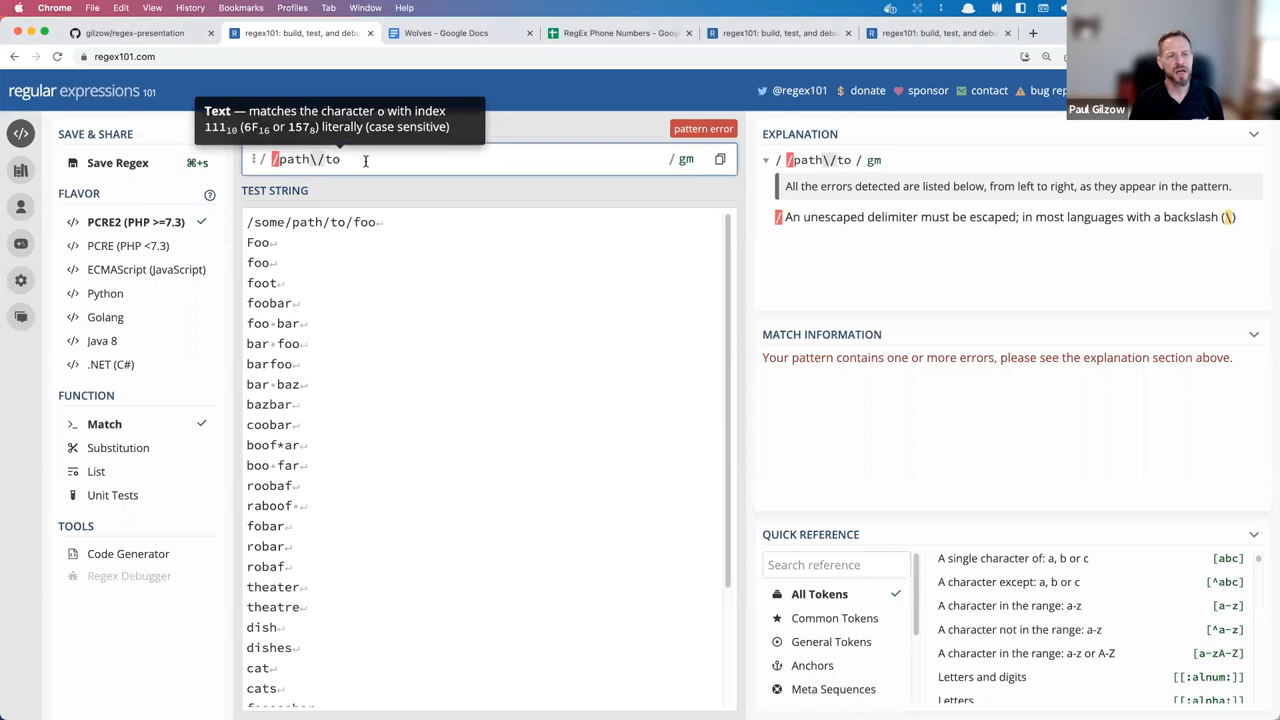 Chrome File Edit View History Bookmarks Profiles Tab Window Help
gilzow/regex-presentation × regex101: build, test, and debu × Wolves - Google Docs × RegEx Phone Numbers - Goog × regex101: build, test, and debu × regex101: build, test, and debu × +
regex101.com
regular expressions 101
@regex101 donate sponsor contact bug rep
Paul Gilzow
SAVE & SHARE
Save Regex ⌘+s
FLAVOR
PCRE2 (PHP >=7.3)
PCRE (PHP <7.3)
ECMAScript (JavaScript)
Python
Golang
Java 8
.NET (C#)
FUNCTION
Match
Substitution
List
Unit Tests
TOOLS
Code Generator
Regex Debugger
Text — matches the character o with index
111₁₀ (6F₁₆ or 157₈) literally (case sensitive)
pattern error
/ /path\/to / gm
TEST STRING
/some/path/to/foo↵
Foo↵
foo↵
foot↵
foobar↵
foo·bar↵
bar·foo↵
barfoo↵
bar·baz↵
bazbar↵
coobar↵
boof*ar↵
boo·far↵
roobaf↵
raboof·↵
fobar↵
robar↵
robaf↵
theater↵
theatre↵
dish↵
dishes↵
cat↵
cats↵
EXPLANATION
/ /path\/to / gm
All the errors detected are listed below, from left to right, as they appear in the pattern.
/ An unescaped delimiter must be escaped; in most languages with a backslash (\)
MATCH INFORMATION
Your pattern contains one or more errors, please see the explanation section above.
QUICK REFERENCE
Search reference
All Tokens
Common Tokens
General Tokens
Anchors
Meta Sequences
A single character of: a, b or c [abc]
A character except: a, b or c [^abc]
A character in the range: a-z [a-z]
A character not in the range: a-z [^a-z]
A character in the range: a-z or A-Z [a-zA-Z]
Letters and digits [[:alnum:]]
Letters [[:alpha:]]